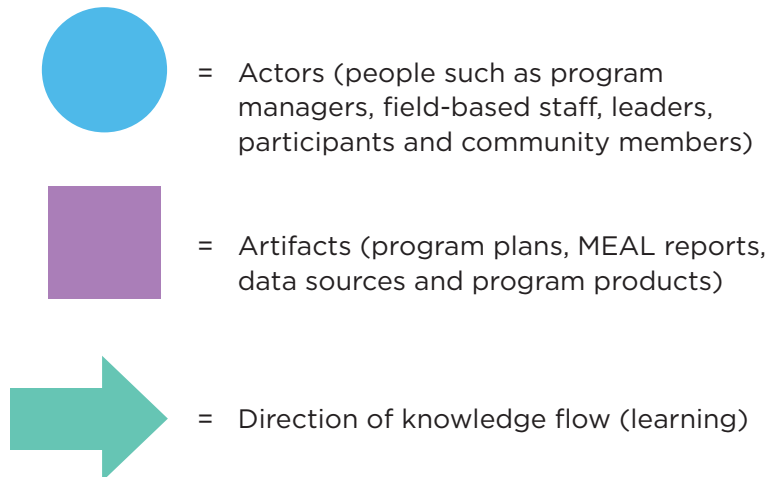 = Actors (people such as program
managers, field-based staff, leaders,
participants and community members)
= Artifacts (program plans, MEAL reports,
data sources and program products)
= Direction of knowledge flow (learning)